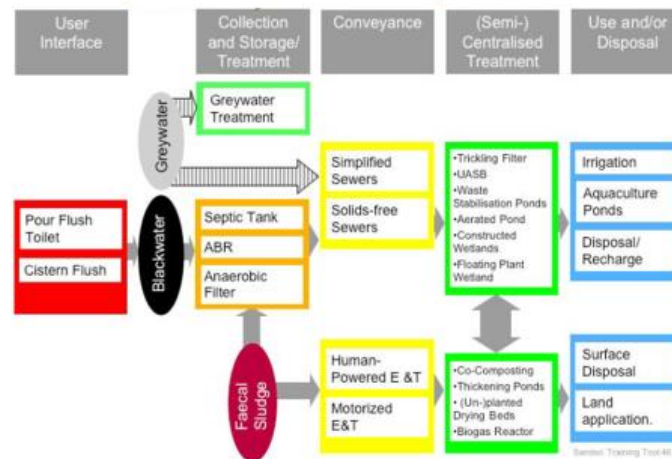 User
Interface
Collection
and Storage/
Treatment
Conveyance
(Semi-)
Centralised
Treatment
Use and/or
Disposal
Greywater
Greywater
Treatment
Simplified
Sewers
Solids-free
Sewers
•Trickling Filter
•UASB
•Waste
Stabilisation Ponds
•Aerated Pond
•Constructed
Wetlands
•Floating Plant
Wetland
Irrigation
Aquaculture
Ponds
Disposal/
Recharge
Pour Flush
Toilet
Cistern Flush
Blackwater
Septic Tank
ABR
Anaerobic
Filter
Faecal
Sludge
Human-
Powered E &T
Motorized
E&T
•Co-Composting
•Thickening Ponds
• (Un-)planted
Drying Beds
•Biogas Reactor
Surface
Disposal
Land
application.
Training Tool